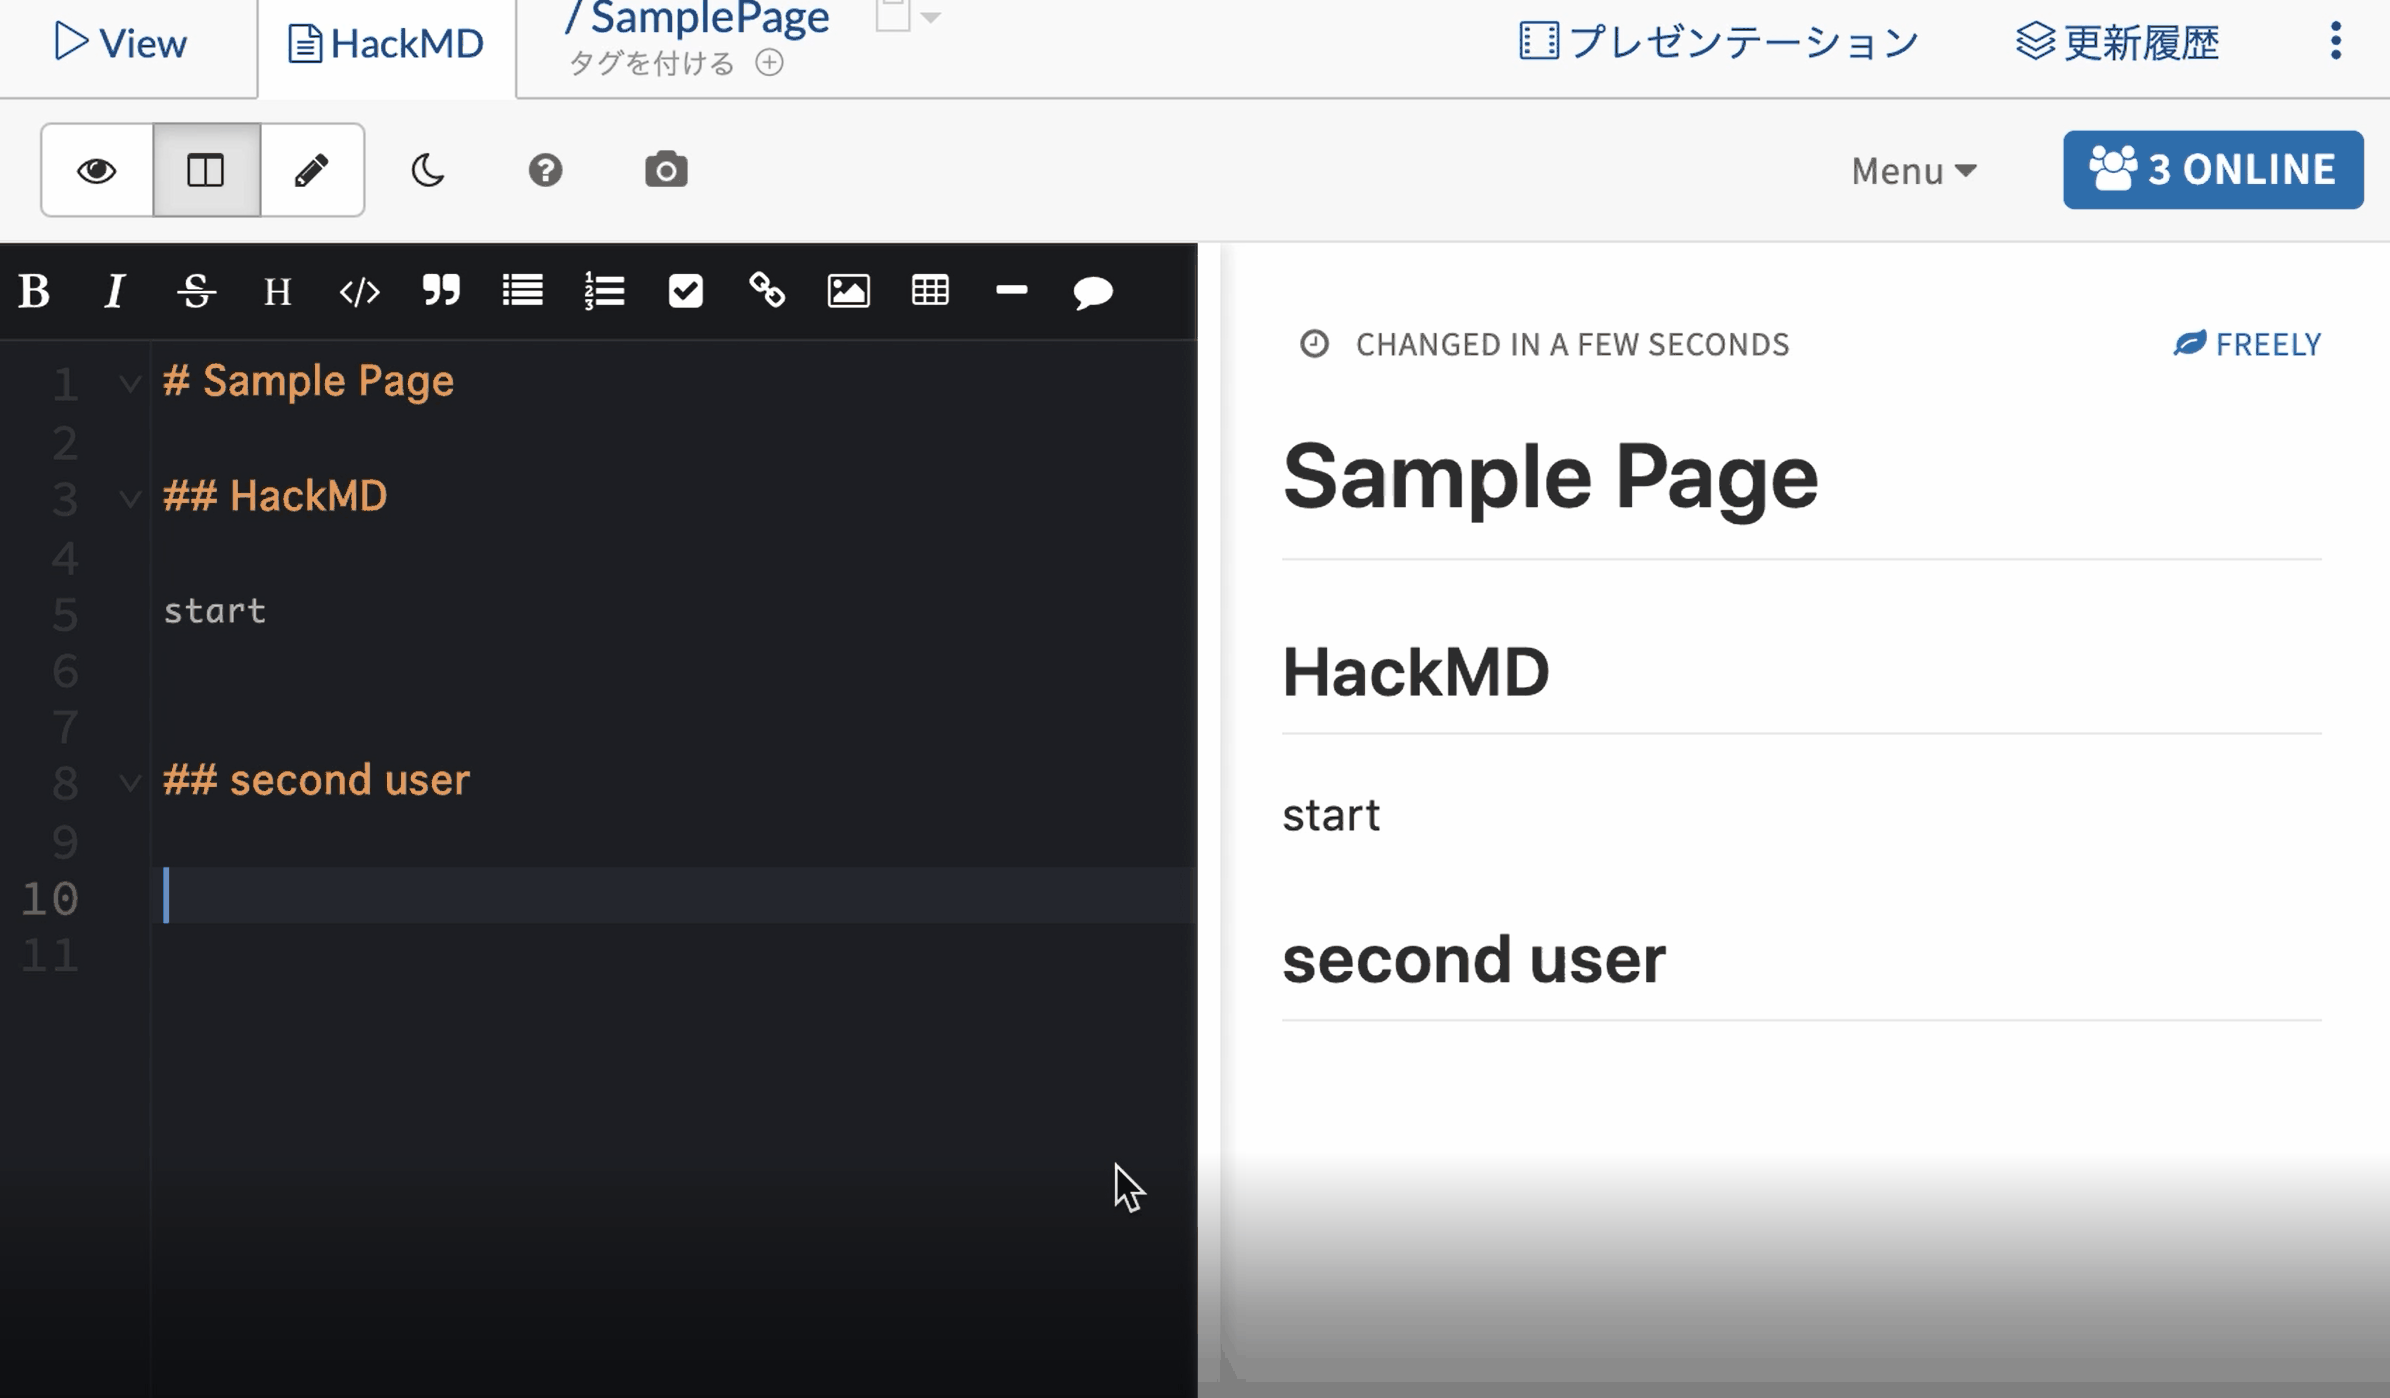 / SamplePage
View
HackMD
タグを付ける
プレゼンテーション
更新履歴
Menu
3 ONLINE
B I S H </>
1 # Sample Page
2
3 ## HackMD
4
5 start
6
7
8 ## second user
9
10
11
CHANGED IN A FEW SECONDS
FREELY
Sample Page
HackMD
start
second user